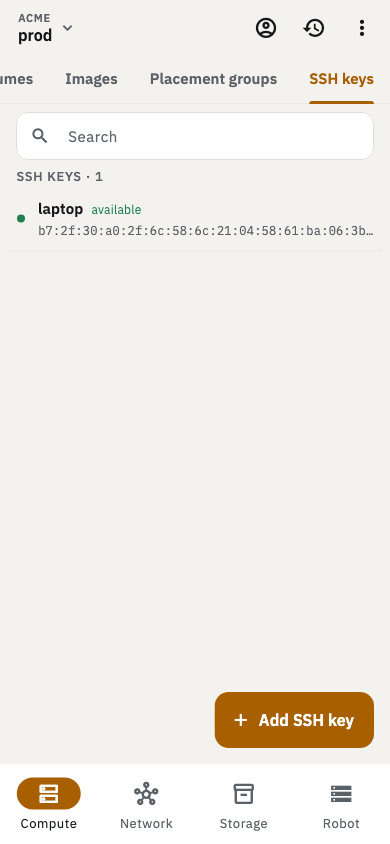 ACME
prod
umes Images Placement groups SSH keys
Search
SSH KEYS · 1
laptop available
b7:2f:30:a0:2f:6c:58:6c:21:04:58:61:ba:06:3b…
+ Add SSH key
Compute Network Storage Robot